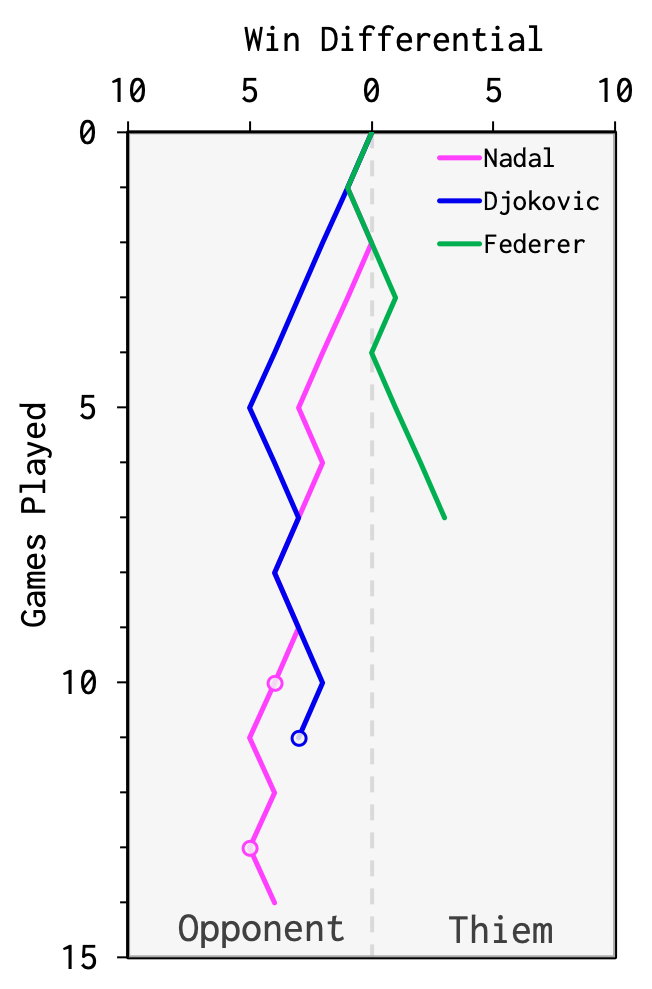 Win Differential
10 5 0 5 10
0
Nadal
Djokovic
Federer
5
Games Played
10
Opponent Thiem
15